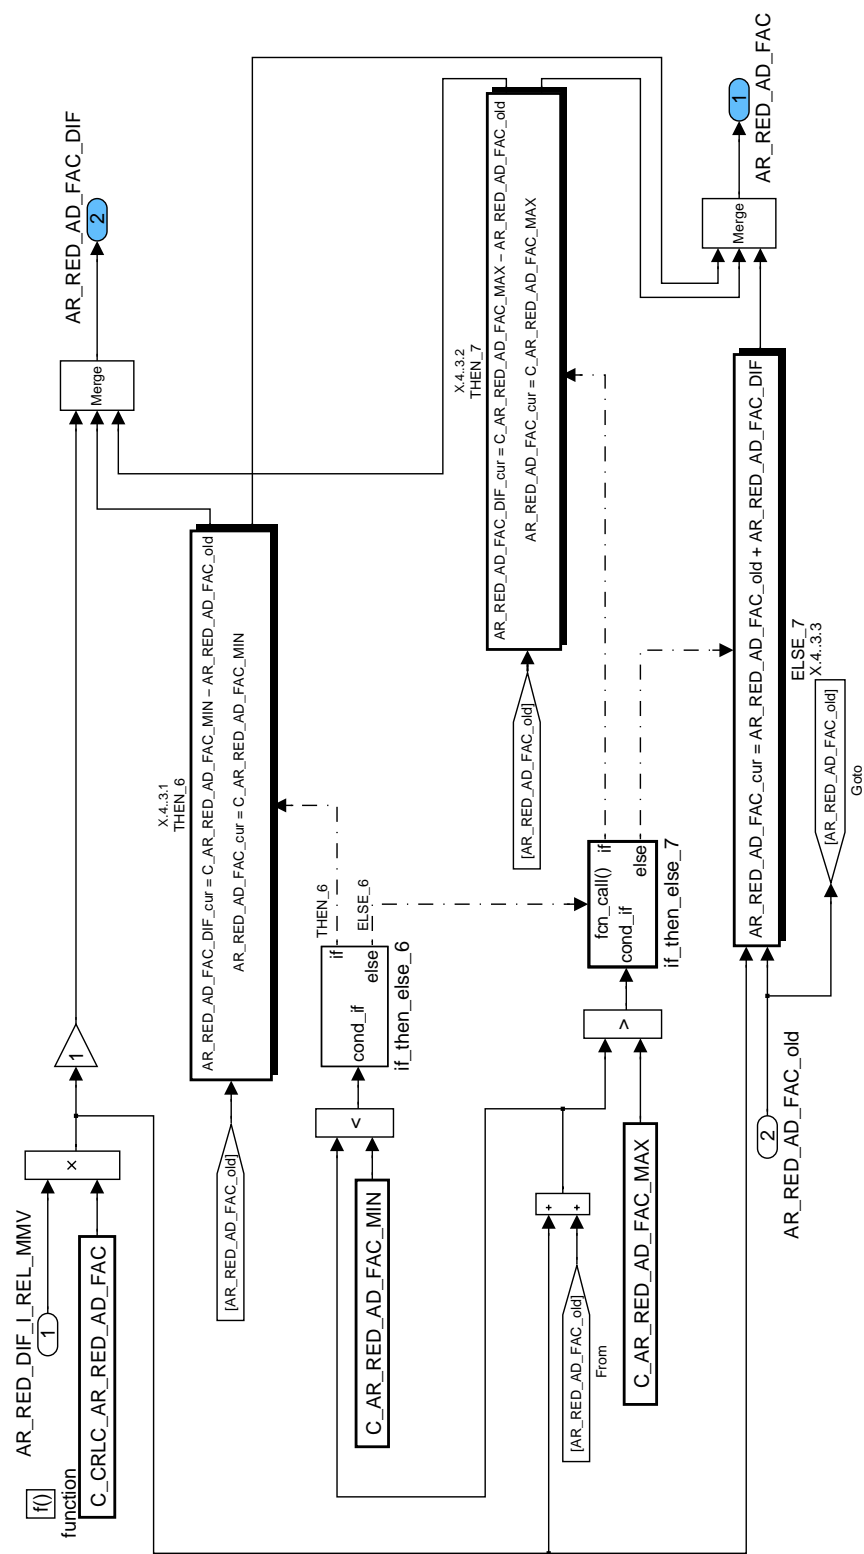 f()
function
AR_RED_DIF_I_REL_MMV
1
C_CRLC_AR_RED_AD_FAC
×
1
Merge
2
AR_RED_AD_FAC_DIF
[AR_RED_AD_FAC_old]
X.4..3.1
THEN_6
AR_RED_AD_FAC_DIF_cur = C_AR_RED_AD_FAC_MIN – AR_RED_AD_FAC_old
AR_RED_AD_FAC_cur = C_AR_RED_AD_FAC_MIN
C_AR_RED_AD_FAC_MIN
<
cond_if
if
else
if_then_else_6
THEN_6
ELSE_6
[AR_RED_AD_FAC_old]
X.4..3.2
THEN_7
AR_RED_AD_FAC_DIF_cur = C_AR_RED_AD_FAC_MAX – AR_RED_AD_FAC_old
AR_RED_AD_FAC_cur = C_AR_RED_AD_FAC_MAX
[AR_RED_AD_FAC_old]
From
+
+
C_AR_RED_AD_FAC_MAX
>
fcn_call()
cond_if
if
else
if_then_else_7
Merge
1
AR_RED_AD_FAC
AR_RED_AD_FAC_cur = AR_RED_AD_FAC_old + AR_RED_AD_FAC_DIF
ELSE_7
X.4..3.3
2
AR_RED_AD_FAC_old
[AR_RED_AD_FAC_old]
Goto